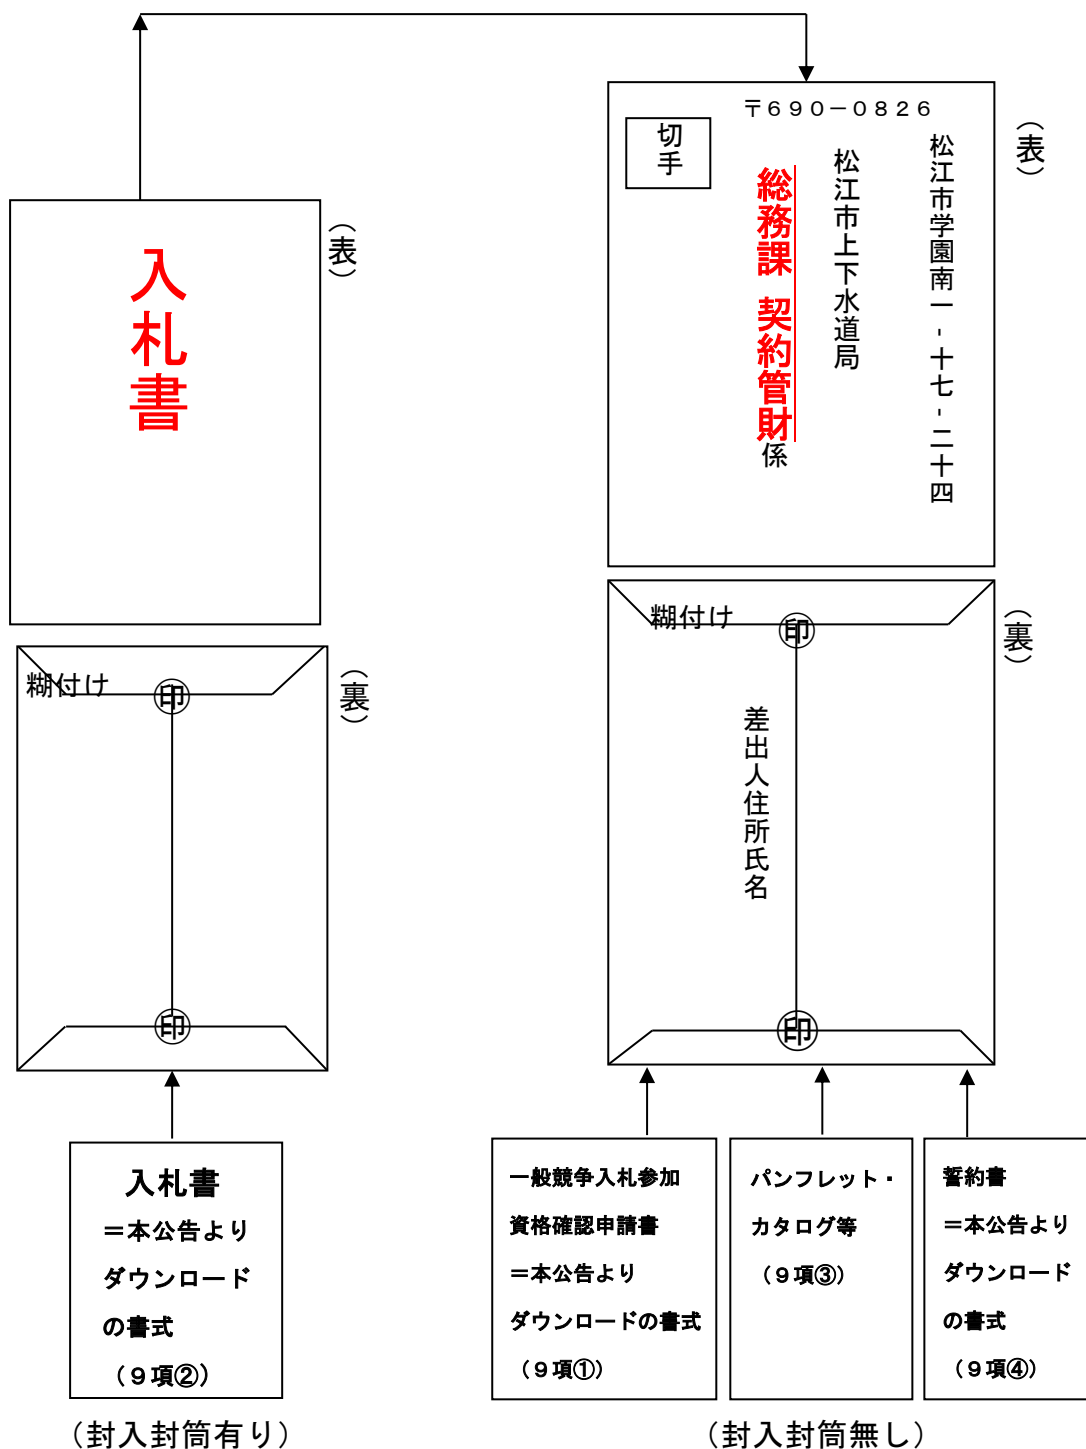 入札書
（表）
糊付け
印
印
（裏）
入札書
＝本公告より
ダウンロード
の書式
（９項②）
（封入封筒有り）
〒６９０－０８２６
切手
松江市学園南一‐十七‐二十四
松江市上下水道局
総務課 契約管財係
（表）
糊付け
印
差出人住所氏名
印
（裏）
一般競争入札参加
資格確認申請書
＝本公告より
ダウンロードの書式
（９項①）
パンフレット・
カタログ等
（９項③）
誓約書
＝本公告より
ダウンロード
の書式
（９項④）
（封入封筒無し）